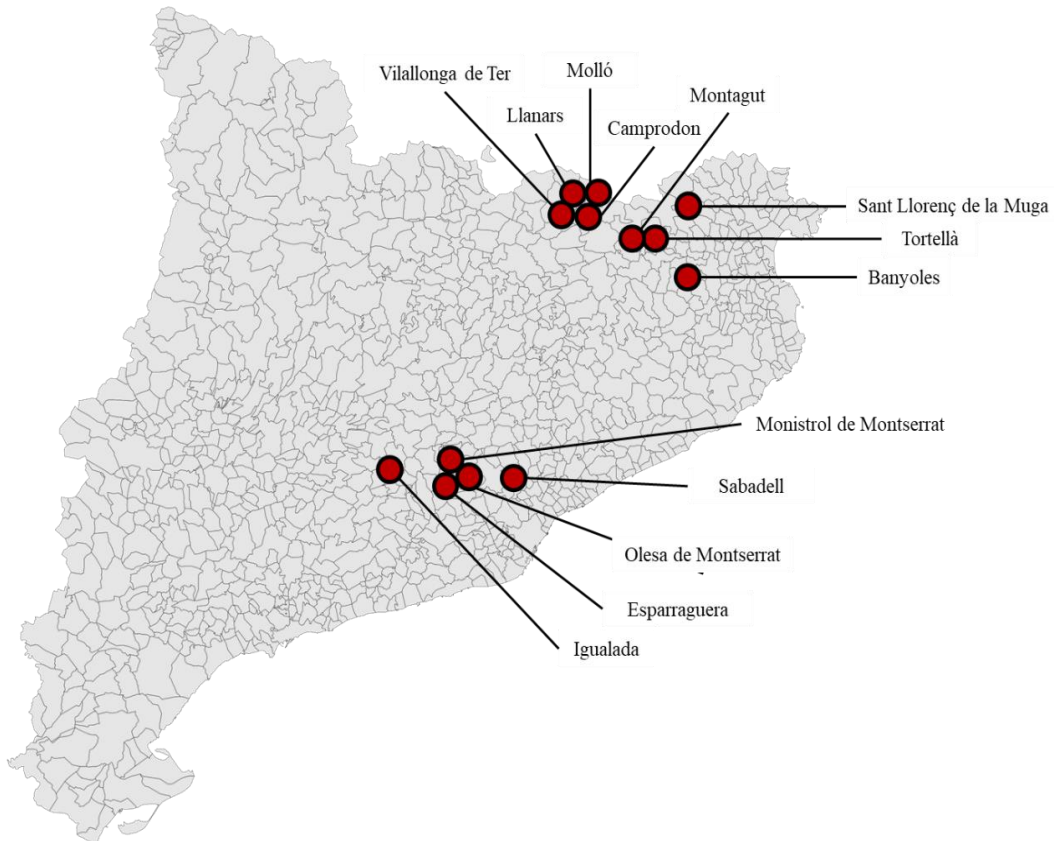 Molló
Vilallonga de Ter
Montagut
Llanars
Camprodon
Sant Llorenç de la Muga
Tortellà
Banyoles
Monistrol de Montserrat
Sabadell
Olesa de Montserrat
Esparraguera
Igualada